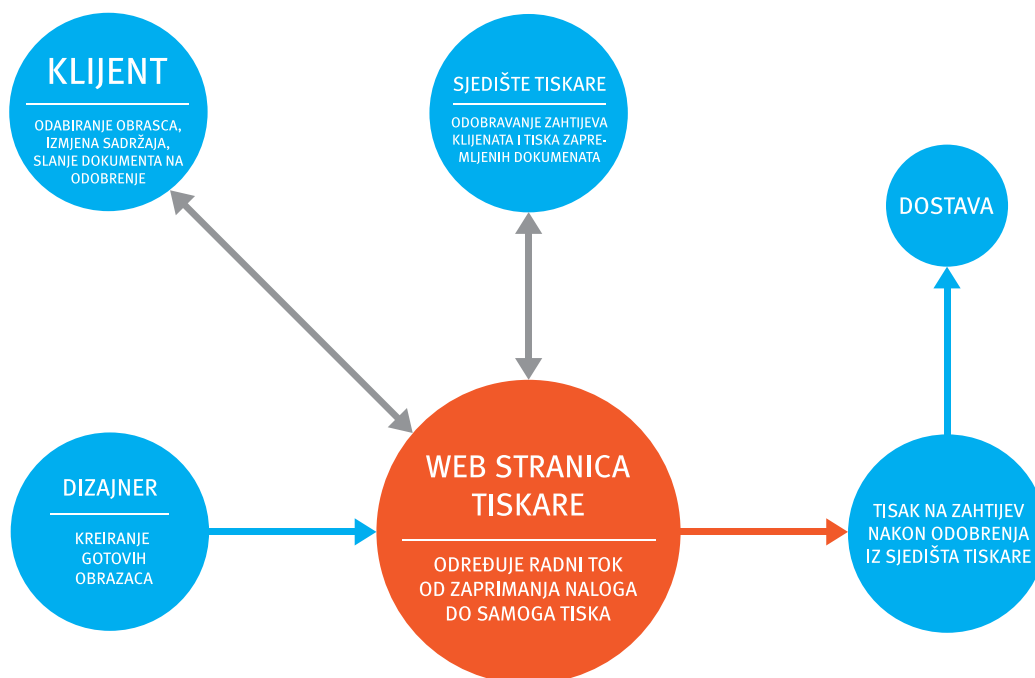 KLIJENT
ODABIRANJE OBRASCA,
IZMJENA SADRŽAJA,
SLANJE DOKUMENTA NA
ODOBRENJE
SJEDIŠTE TISKARE
ODOBRAVANJE ZAHTIJEVA
KLIJENATA I TISKA ZAPRE-
MLJENIH DOKUMENATA
DOSTAVA
DIZAJNER
KREIRANJE
GOTOVIH
OBRAZACA
WEB STRANICA
TISKARE
ODREĐUJE RADNI TOK
OD ZAPRIMANJA NALOGA
DO SAMOGA TISKA
TISAK NA ZAHTIJEV
NAKON ODOBRENJA
IZ SJEDIŠTA TISKARE